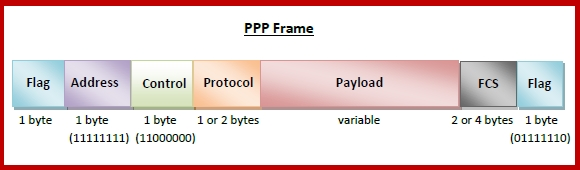 PPP Frame
Flag Address Control Protocol Payload FCS Flag
1 byte 1 byte 1 byte 1 or 2 bytes variable 2 or 4 bytes 1 byte
(11111111) (11000000) (01111110)